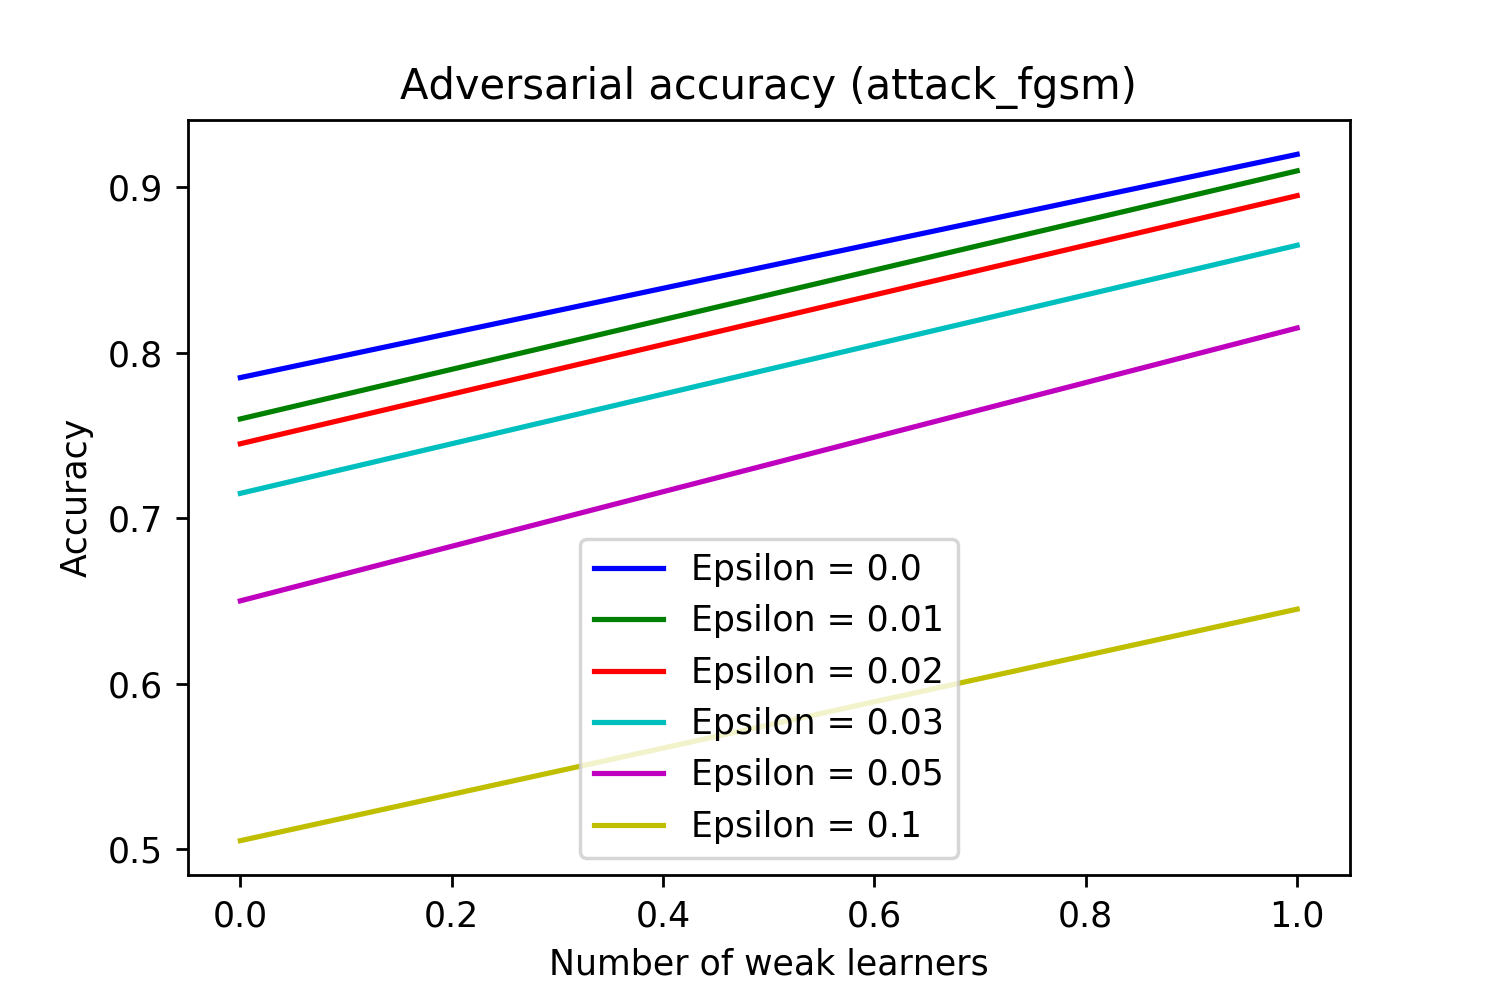 Adversarial accuracy (attack_fgsm)
0.9
0.8
0.7
0.6
0.5
Accuracy
Epsilon = 0.0
Epsilon = 0.01
Epsilon = 0.02
Epsilon = 0.03
Epsilon = 0.05
Epsilon = 0.1
0.0 0.2 0.4 0.6 0.8 1.0
Number of weak learners